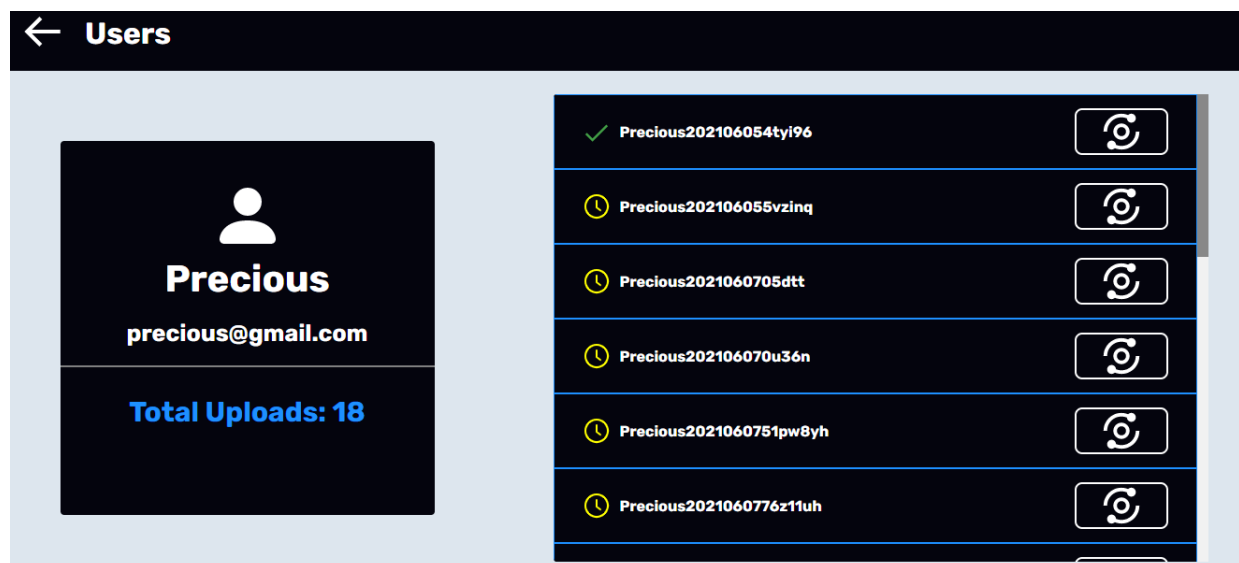 Users
Precious
precious@gmail.com
Total Uploads: 18
Precious202106054tyi96
Precious202106055vzinq
Precious2021060705dtt
Precious202106070u36n
Precious2021060751pw8yh
Precious2021060776z11uh